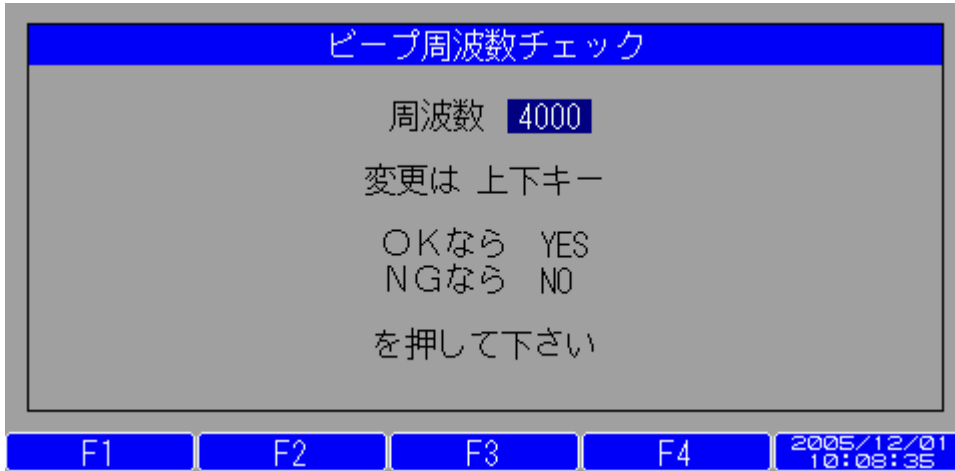 ビープ周波数チェック
周波数 4000
変更は 上下キー
ＯＫなら YES
ＮＧなら NO
を押して下さい
F1 F2 F3 F4 2005/12/01
10:08:35